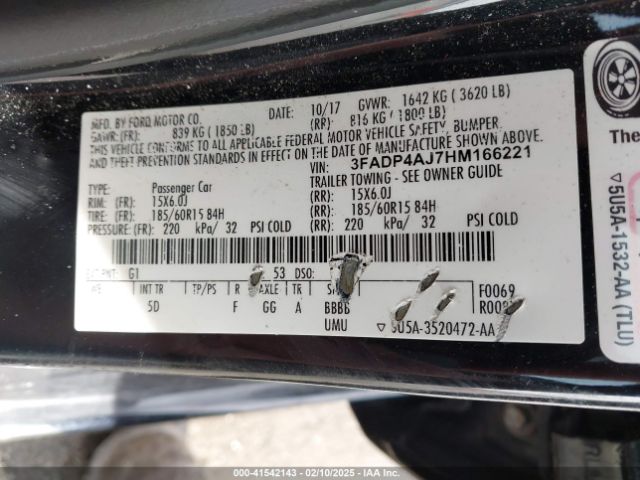 MFG. BY FORD MOTOR CO. DATE: 10/17 GVWR: 1642 KG ( 3620 LB)
GAWR: (FR): 839 KG ( 1850 LB) (RR): 816 KG ( 1800 LB)
THIS VEHICLE CONFORMS TO ALL APPLICABLE FEDERAL MOTOR VEHICLE SAFETY, BUMPER,
AND THEFT PREVENTION STANDARDS IN EFFECT ON THE DATE OF MANUFACTURE SHOWN ABOVE.
VIN: 3FADP4AJ7HM166221
TYPE: Passenger Car TRAILER TOWING - SEE OWNER GUIDE
RIM: (FR): 15X6.0J (RR): 15X6.0J
TIRE: (FR): 185/60R15 84H (RR): 185/60R15 84H
PRESSURE: (FR): 220 kPa/ 32 PSI COLD (RR): 220 kPa/ 32 PSI COLD
G1 53 DSO:
INT TR TP/PS R AXLE TR F0069
5D F GG A BBBB
UMU 5U5A-3520472-AA
The
5U5A-1532-AA (TLU)
000-41542143 — 02/10/2025 — IAA Inc.